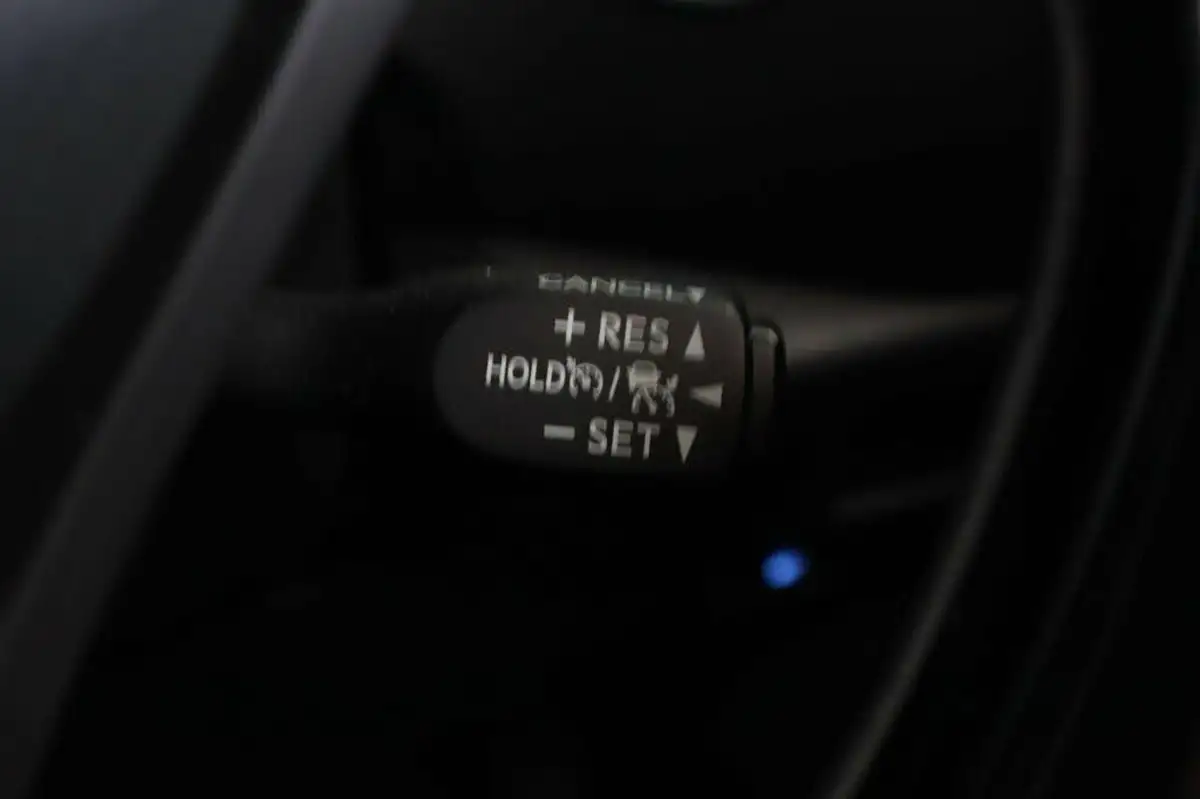 CANCEL▼
+ RES ▲
HOLD / ◄
− SET ▼